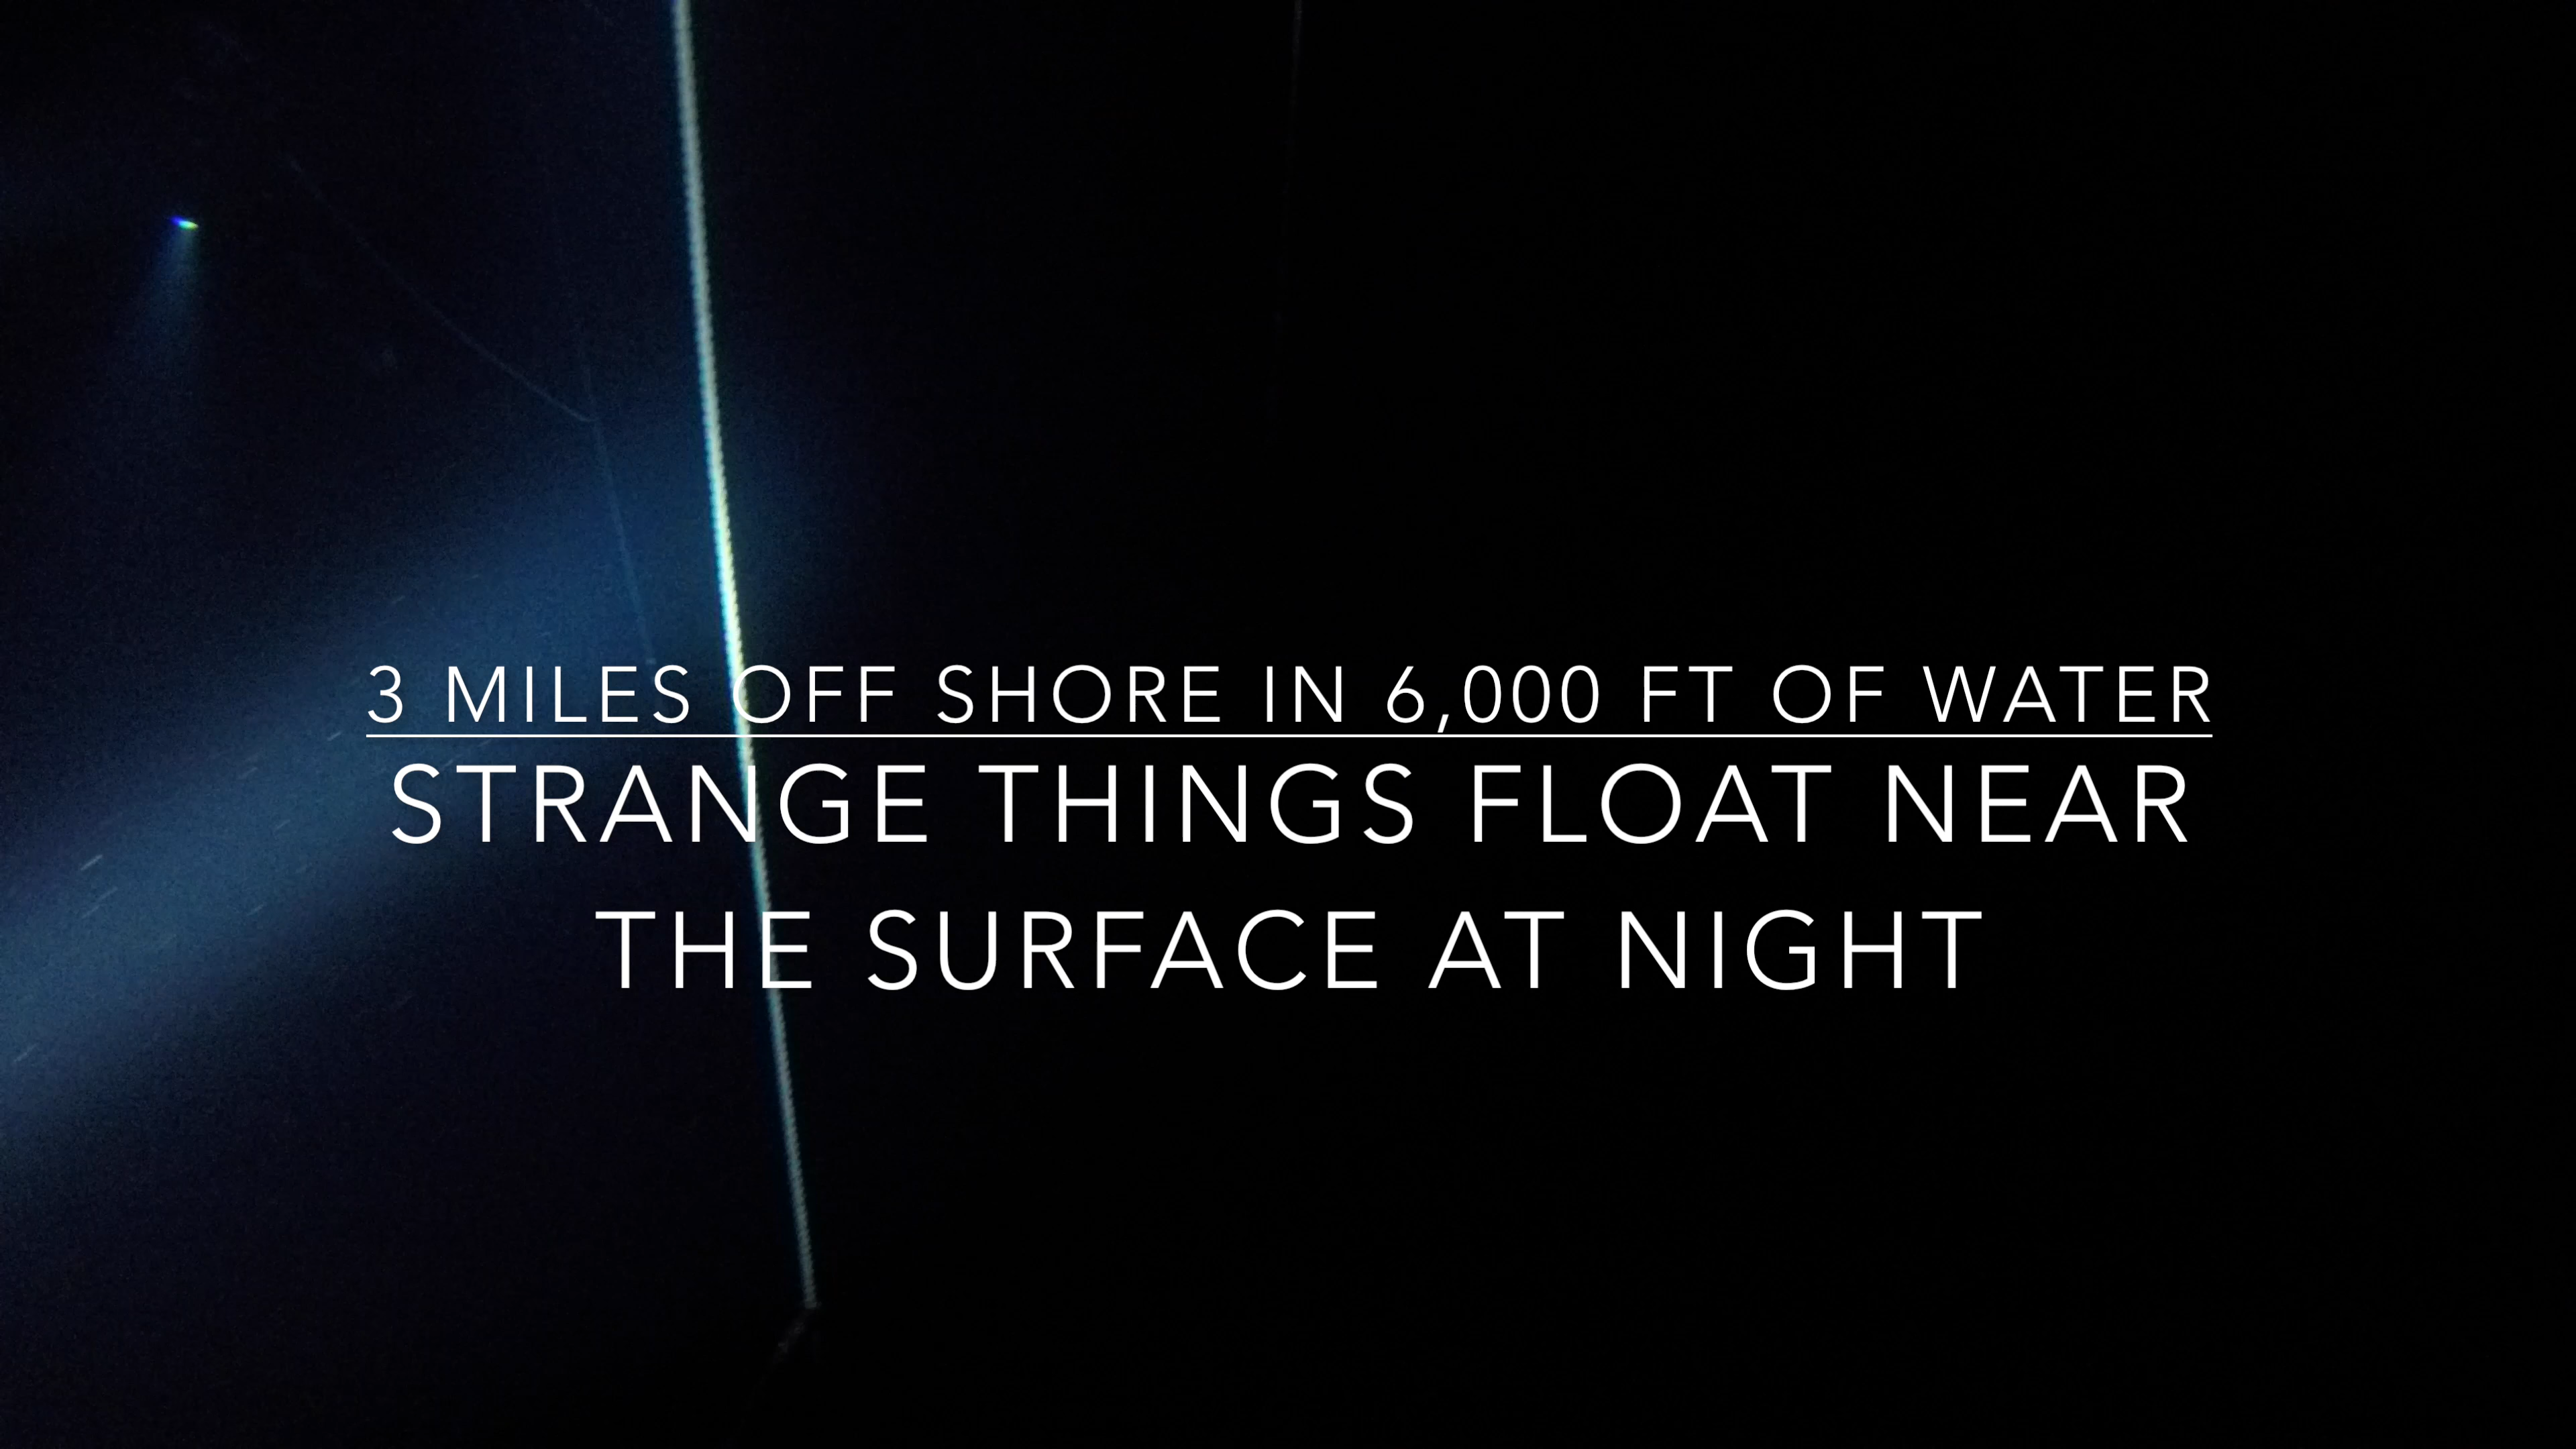 3 MILES OFF SHORE IN 6,000 FT OF WATER
STRANGE THINGS FLOAT NEAR
THE SURFACE AT NIGHT